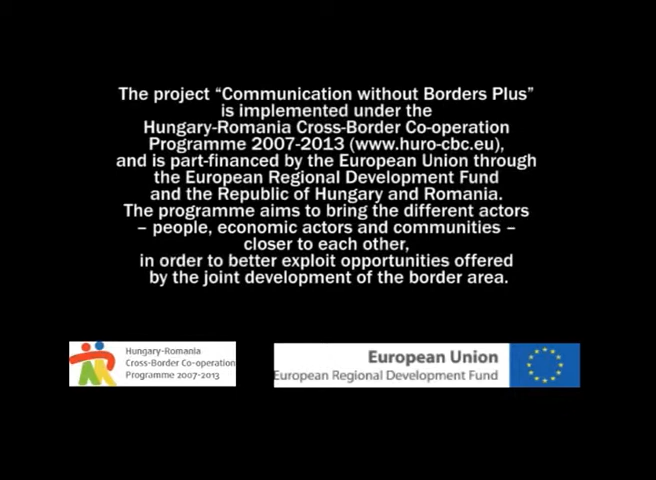 The project “Communication without Borders Plus”
is implemented under the
Hungary-Romania Cross-Border Co-operation
Programme 2007-2013 (www.huro-cbc.eu),
and is part-financed by the European Union through
the European Regional Development Fund
and the Republic of Hungary and Romania.
The programme aims to bring the different actors
– people, economic actors and communities –
closer to each other,
in order to better exploit opportunities offered
by the joint development of the border area.
Hungary-Romania
Cross-Border Co-operation
Programme 2007-2013
European Union
European Regional Development Fund